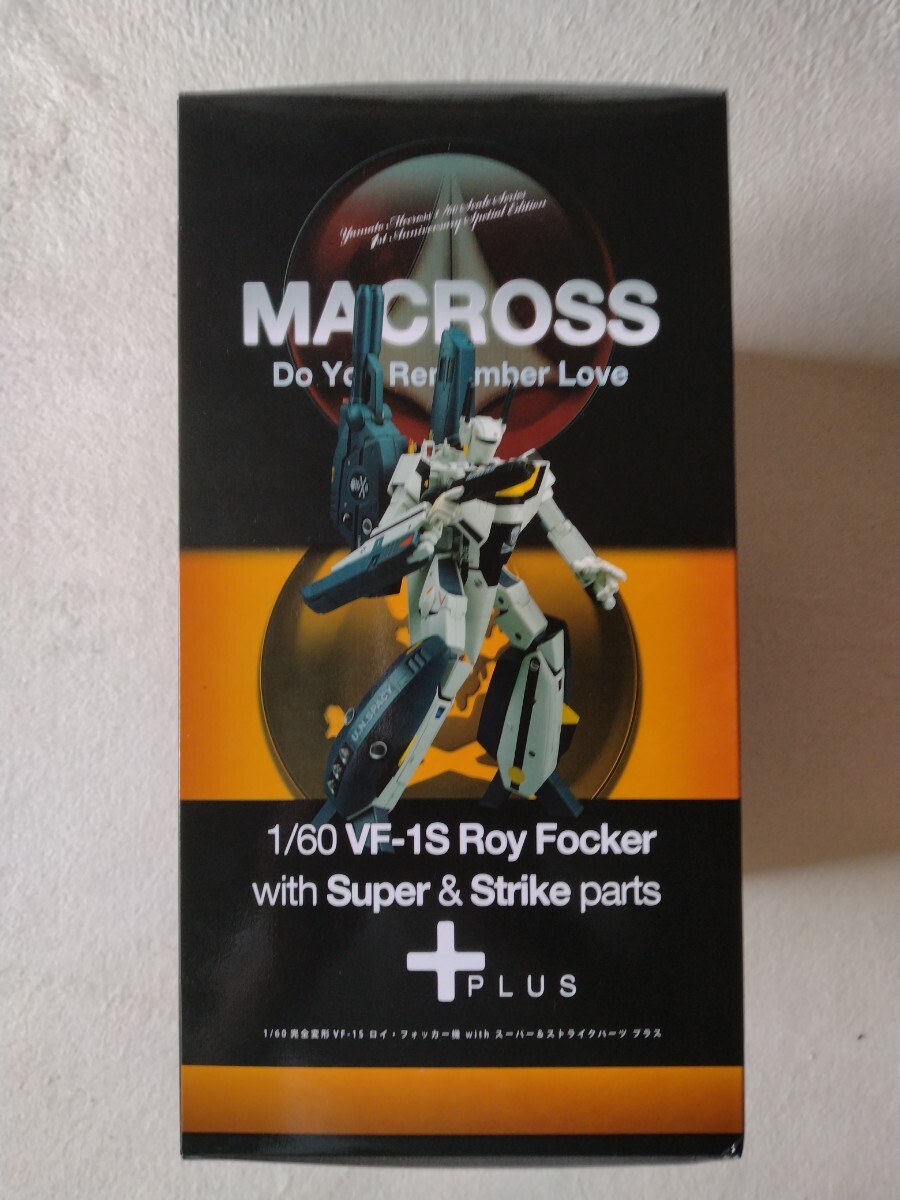 Yamato Macross 1/60 Scale Series
1st Anniversary Special Edition
MACROSS
Do You Remember Love
U.N.SPACY
1/60 VF-1S Roy Focker
with Super & Strike parts
PLUS
1/60 完全変形 VF-1S ロイ・フォッカー機 with スーパー&ストライクパーツ プラス